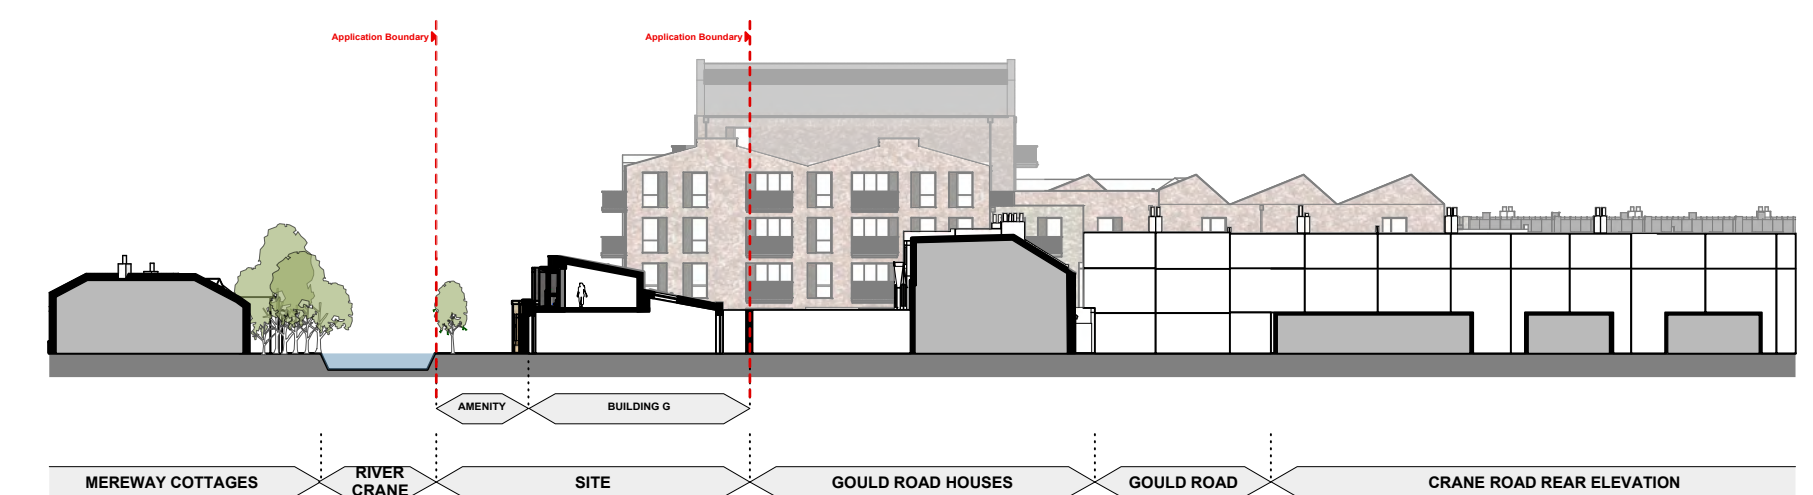 Application Boundary
Application Boundary
AMENITY
BUILDING G
MEREWAY COTTAGES
RIVER
CRANE
SITE
GOULD ROAD HOUSES
GOULD ROAD
CRANE ROAD REAR ELEVATION